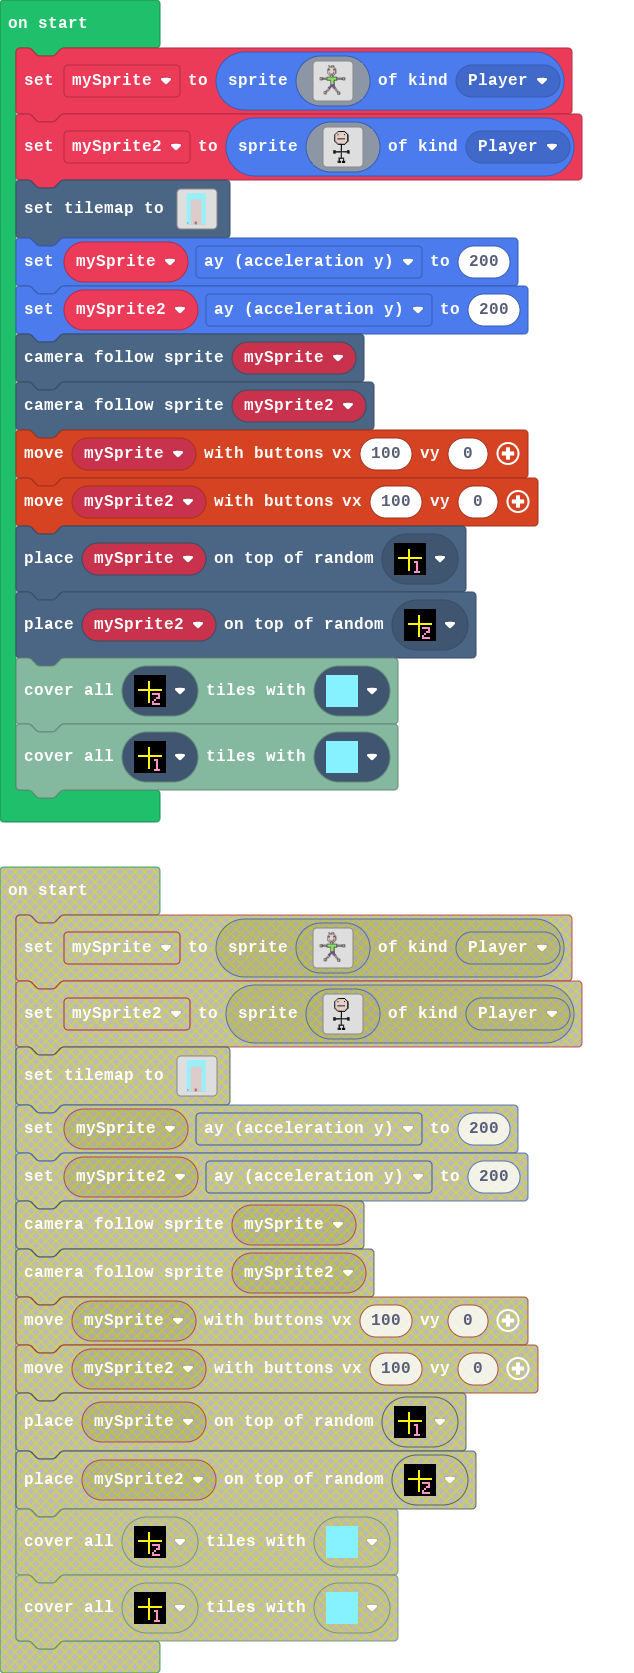 on start
set mySprite to sprite of kind Player
set mySprite2 to sprite of kind Player
set tilemap to
set mySprite ay (acceleration y) to 200
set mySprite2 ay (acceleration y) to 200
camera follow sprite mySprite
camera follow sprite mySprite2
move mySprite with buttons vx 100 vy 0
move mySprite2 with buttons vx 100 vy 0
place mySprite on top of random 1
place mySprite2 on top of random 2
cover all 2 tiles with
cover all 1 tiles with
on start
set mySprite to sprite of kind Player
set mySprite2 to sprite of kind Player
set tilemap to
set mySprite ay (acceleration y) to 200
set mySprite2 ay (acceleration y) to 200
camera follow sprite mySprite
camera follow sprite mySprite2
move mySprite with buttons vx 100 vy 0
move mySprite2 with buttons vx 100 vy 0
place mySprite on top of random 1
place mySprite2 on top of random 2
cover all 2 tiles with
cover all 1 tiles with